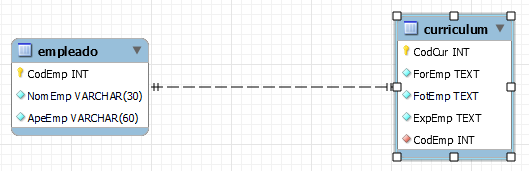 empleado
CodEmp INT
NomEmp VARCHAR(30)
ApeEmp VARCHAR(60)
curriculum
CodCur INT
ForEmp TEXT
FotEmp TEXT
ExpEmp TEXT
CodEmp INT